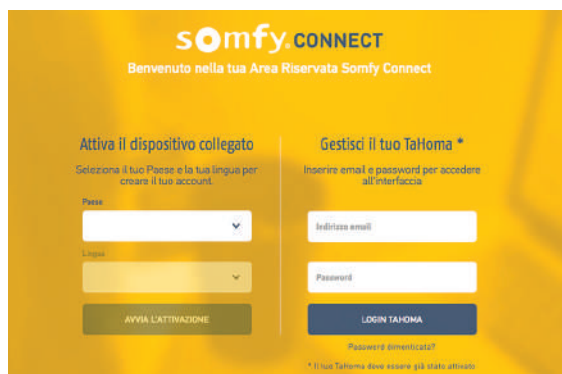 somfy. CONNECT
Benvenuto nella tua Area Riservata Somfy Connect
Attiva il dispositivo collegato
Seleziona il tuo Paese e la tua lingua per
creare il tuo account.
Paese
Lingua
AVVIA L'ATTIVAZIONE
Gestisci il tuo TaHoma *
Inserire email e password per accedere
all'interfaccia
Indirizzo email
Password
LOGIN TAHOMA
Password dimenticata?
* Il tuo TaHoma deve essere già stato attivato